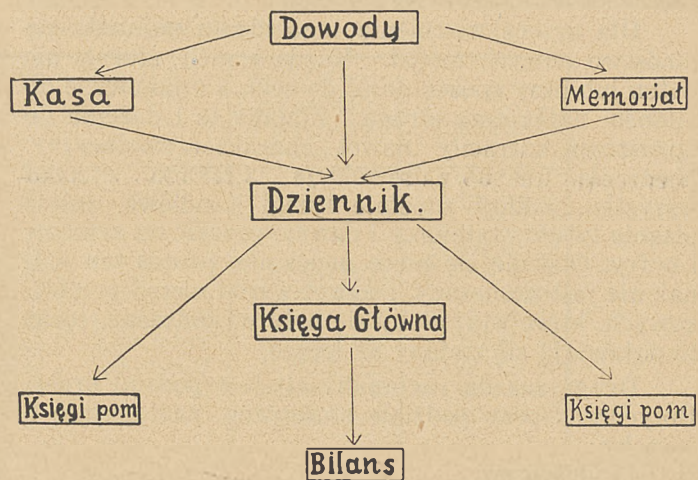 Dowody
Kasa
Memorjał
Dziennik.
Księga Główna
Księgi pom
Księgi pom
Bilans